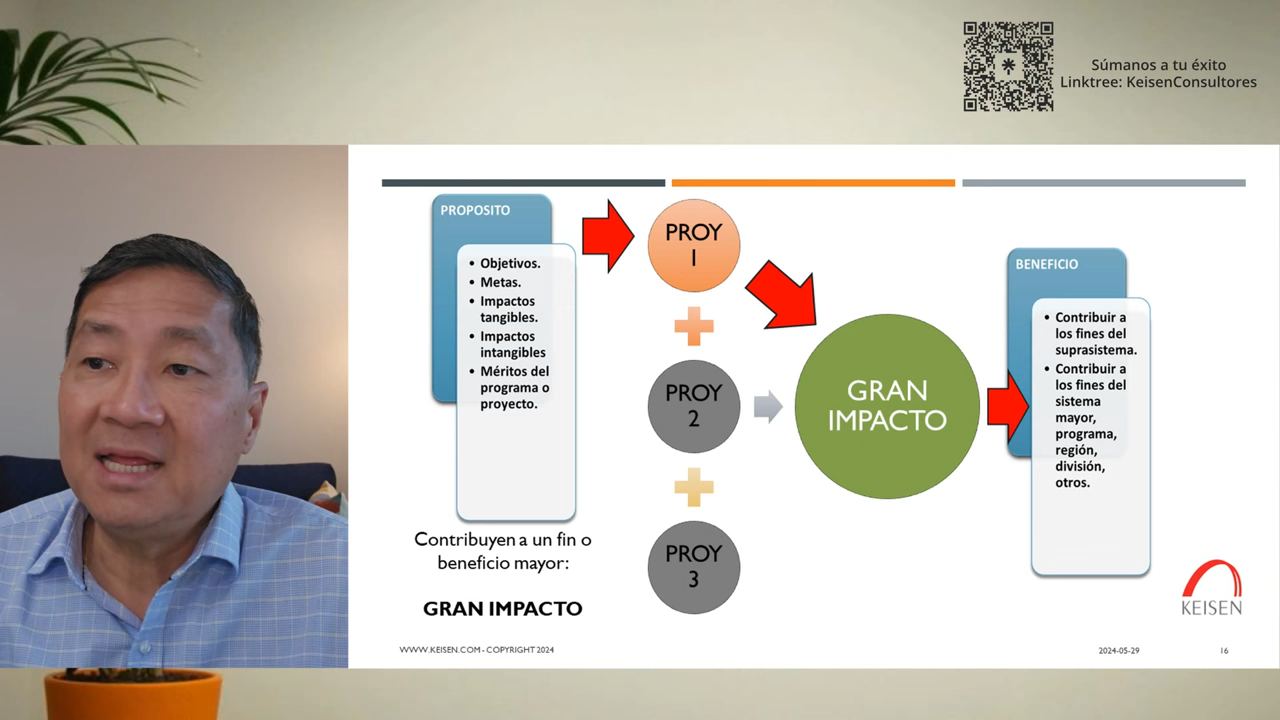 Súmanos a tu éxito
Linktree: KeisenConsultores
PROPOSITO
• Objetivos.
• Metas.
• Impactos
tangibles.
• Impactos
intangibles
• Méritos del
programa o
proyecto.
Contribuyen a un fin o
beneficio mayor:
GRAN IMPACTO
PROY
1
PROY
2
PROY
3
GRAN
IMPACTO
BENEFICIO
• Contribuir a
los fines del
suprasistema.
• Contribuir a
los fines del
sistema
mayor,
programa,
región,
división,
otros.
KEISEN
WWW.KEISEN.COM - COPYRIGHT 2024
2024-05-29
16